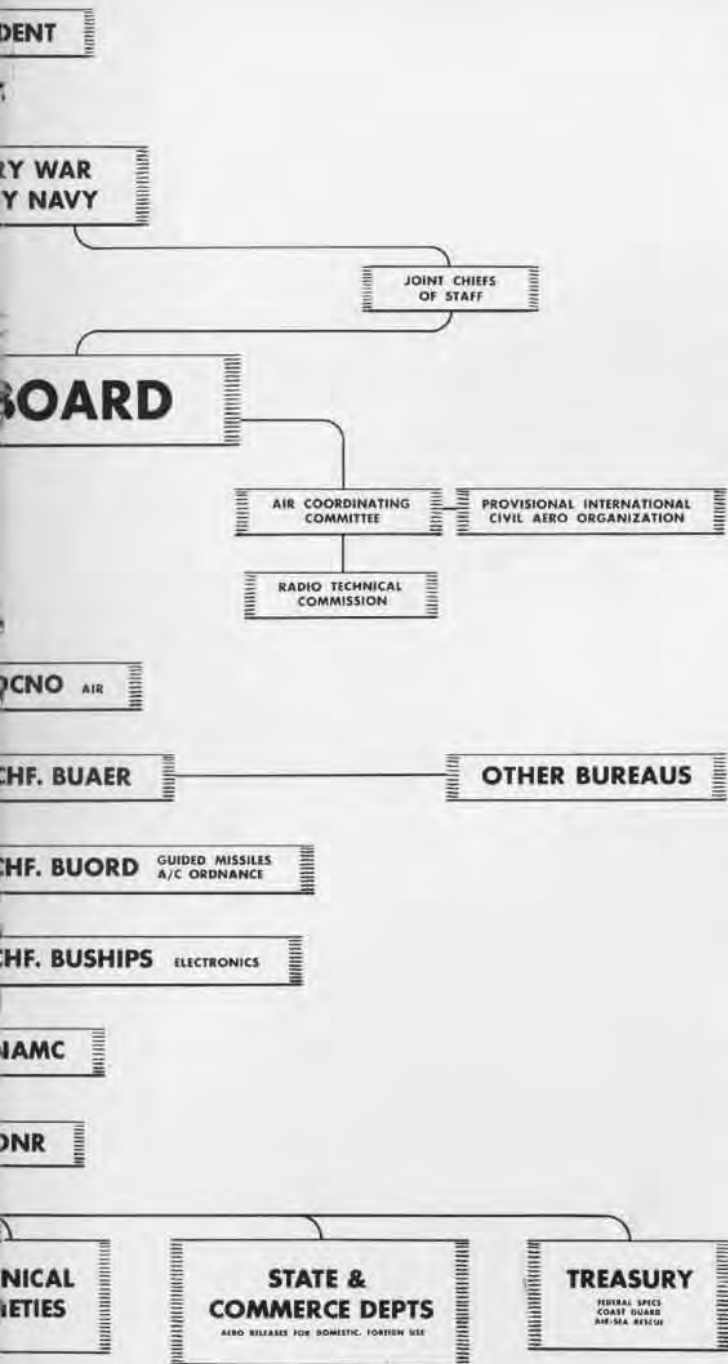 DENT
RY WAR
Y NAVY
JOINT CHIEFS
OF STAFF
BOARD
AIR COORDINATING
COMMITTEE
PROVISIONAL INTERNATIONAL
CIVIL AERO ORGANIZATION
RADIO TECHNICAL
COMMISSION
DCNO AIR
CHF. BUAER
OTHER BUREAUS
CHF. BUORD GUIDED MISSILES
A/C ORDNANCE
CHF. BUSHIPS ELECTRONICS
NAMC
ONR
NICAL
IETIES
STATE &
COMMERCE DEPTS
AERO RELEASES FOR DOMESTIC, FOREIGN USE
TREASURY
FEDERAL SPECS
COAST GUARD
AIR-SEA RESCUE